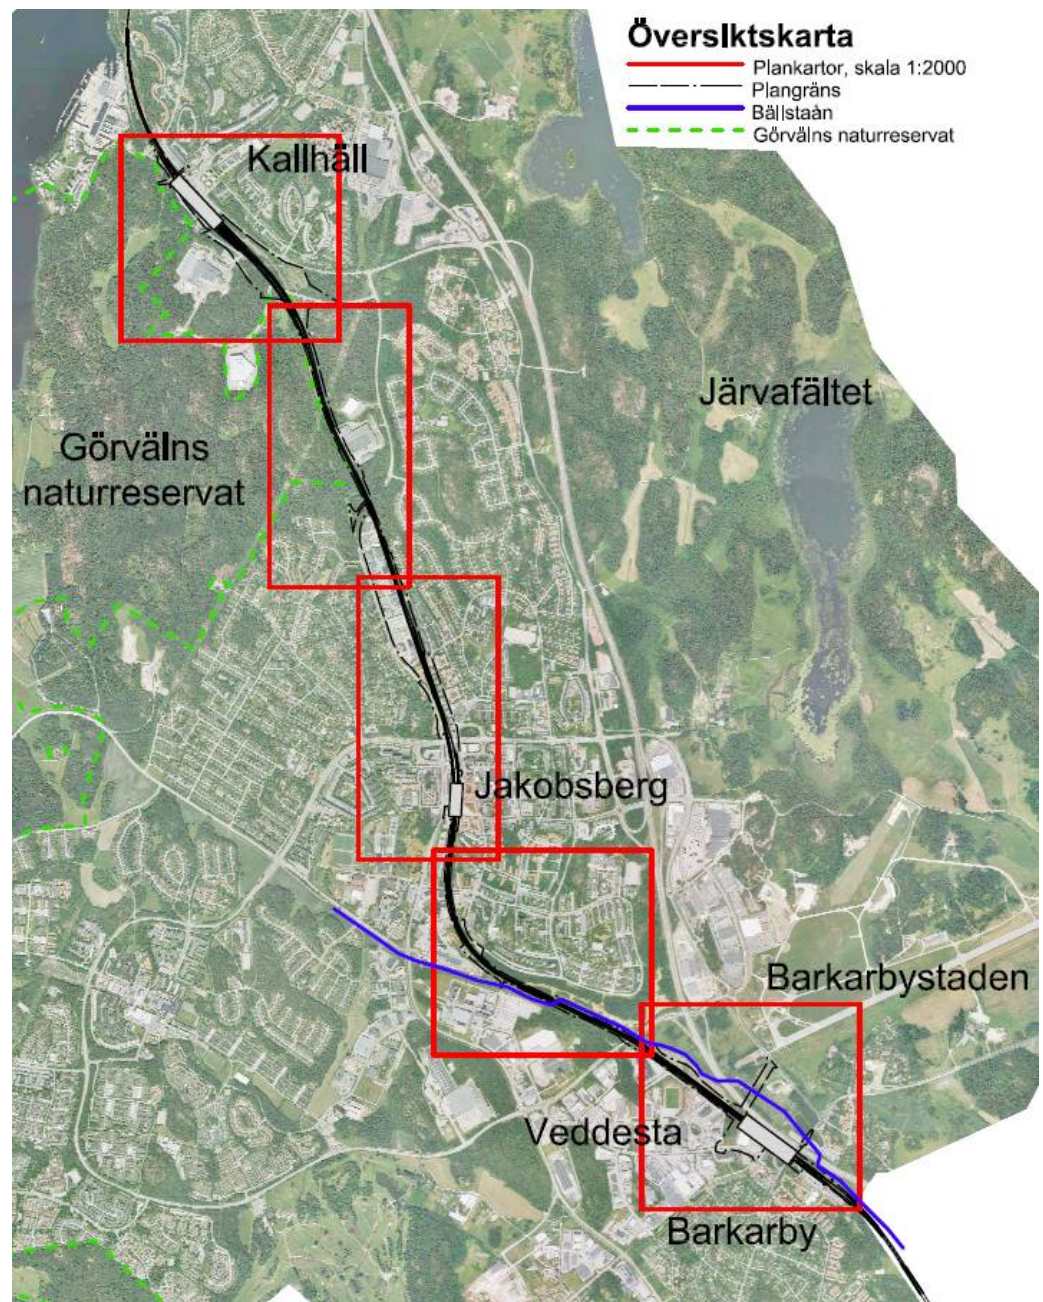 Översiktskarta
Plankartor, skala 1:2000
Plangräns
Bällstaån
Görvälns naturreservat
Kallhäll
Järvafältet
Görvälns
naturreservat
Jakobsberg
Barkarbystaden
Veddesta
Barkarby